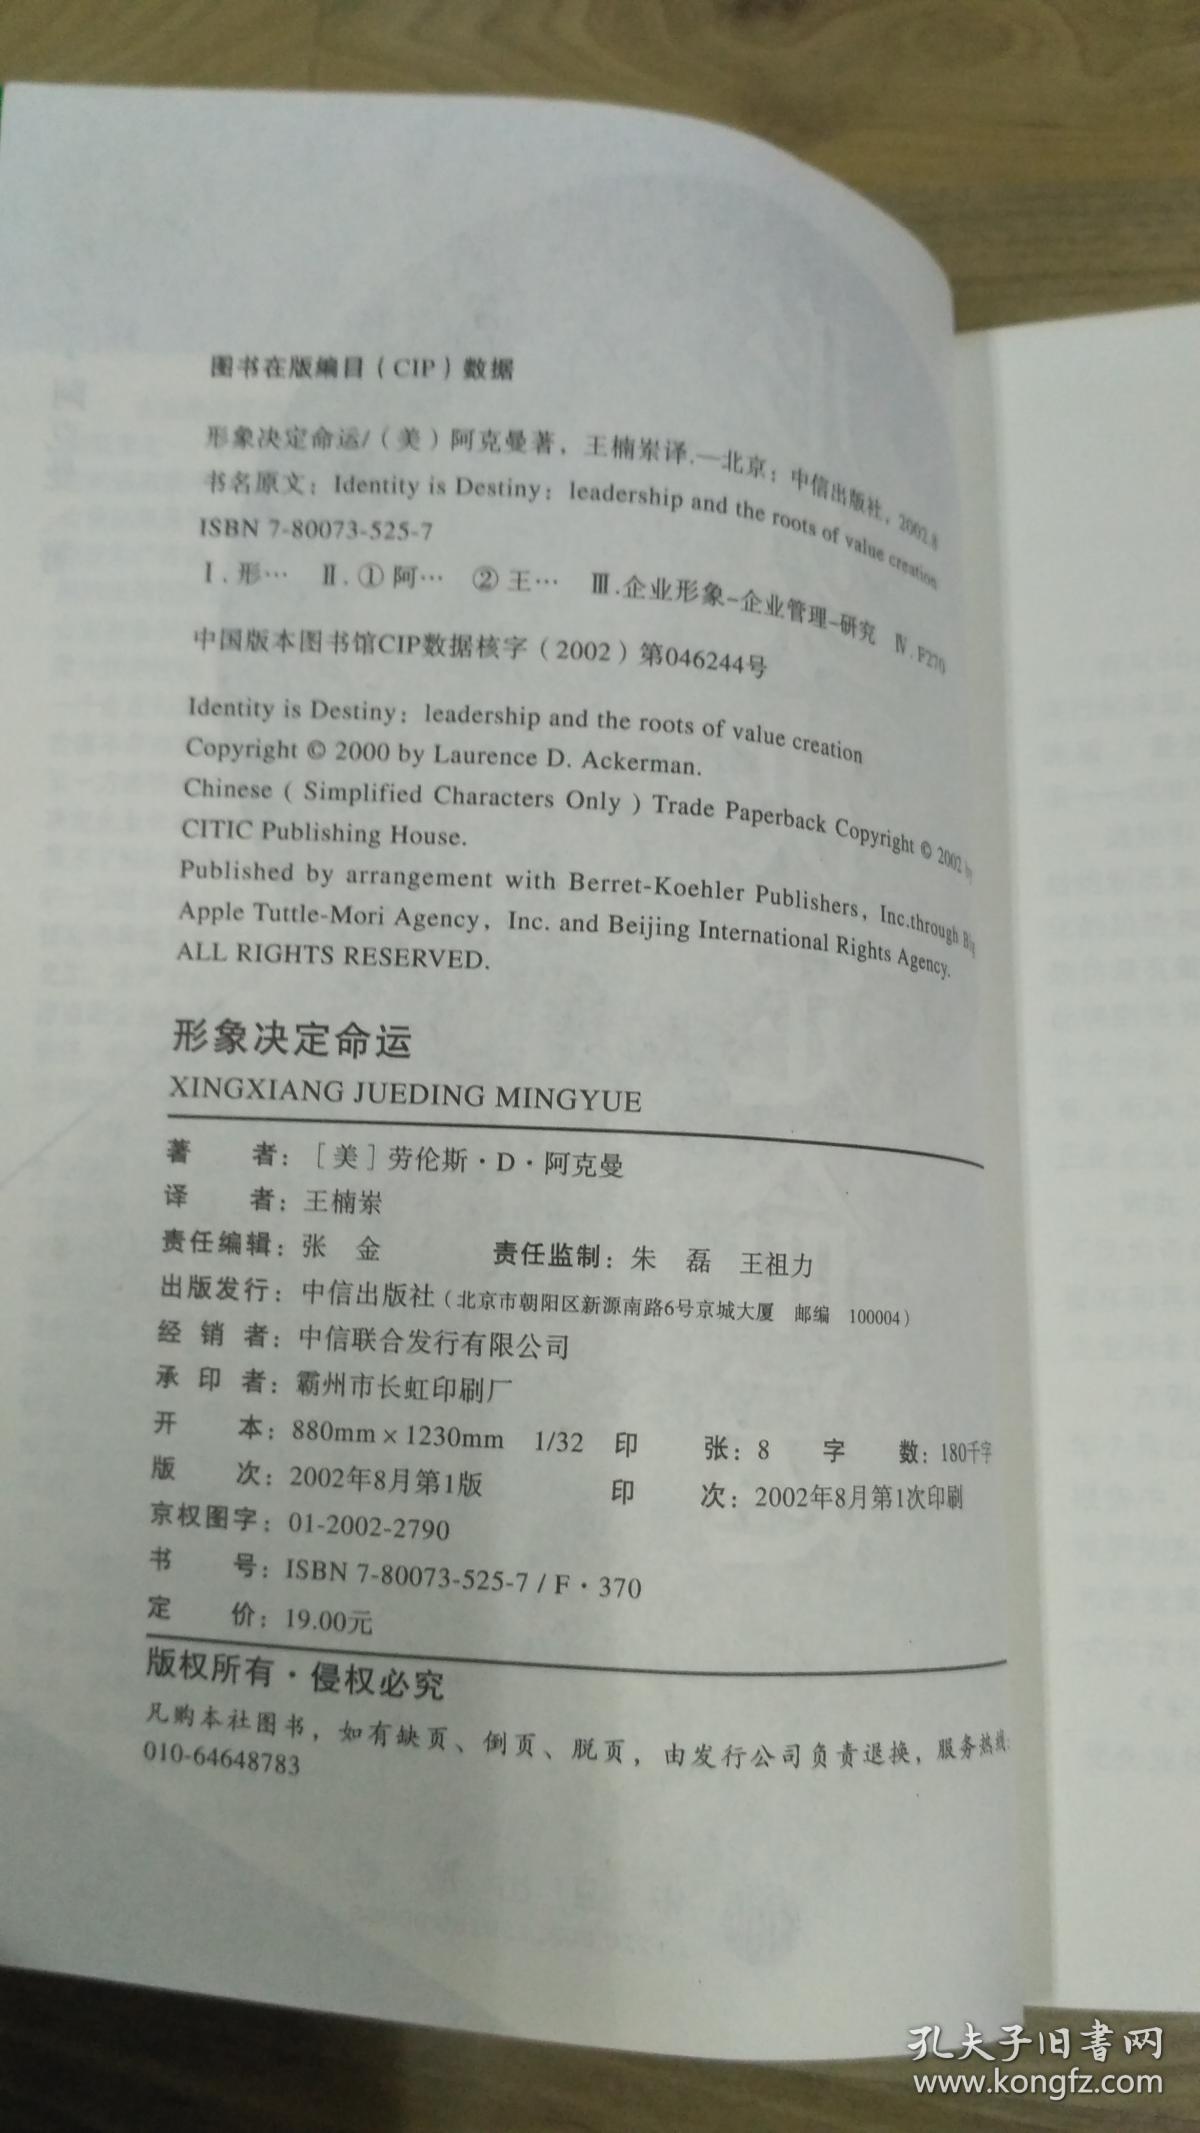 图书在版编目（CIP）数据
形象决定命运/（美）阿克曼著，王楠岽译.—北京：中信出版社，2002.8
书名原文：Identity is Destiny：leadership and the roots of value creation
ISBN 7-80073-525-7
Ⅰ.形… Ⅱ.①阿… ②王… Ⅲ.企业形象-企业管理-研究 Ⅳ.F270
中国版本图书馆CIP数据核字（2002）第046244号
Identity is Destiny：leadership and the roots of value creation
Copyright © 2000 by Laurence D. Ackerman.
Chinese ( Simplified Characters Only ) Trade Paperback Copyright © 2002 by
CITIC Publishing House.
Published by arrangement with Berret-Koehler Publishers, Inc.through Big
Apple Tuttle-Mori Agency, Inc. and Beijing International Rights Agency.
ALL RIGHTS RESERVED.
形象决定命运
XINGXIANG JUEDING MINGYUE
著 者：［美］劳伦斯·D·阿克曼
译 者：王楠岽
责任编辑：张 金 责任监制：朱 磊 王祖力
出版发行：中信出版社（北京市朝阳区新源南路6号京城大厦 邮编 100004）
经 销 者：中信联合发行有限公司
承 印 者：霸州市长虹印刷厂
开 本：880mm×1230mm 1/32 印 张：8 字 数：180千字
版 次：2002年8月第1版 印 次：2002年8月第1次印刷
京权图字：01-2002-2790
书 号：ISBN 7-80073-525-7 / F·370
定 价：19.00元
版权所有·侵权必究
凡购本社图书，如有缺页、倒页、脱页，由发行公司负责退换，服务热线：
010-64648783
孔夫子旧书网
www.kongfz.com